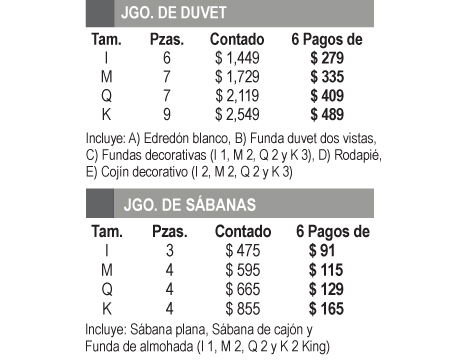 JGO. DE DUVET
Tam. Pzas. Contado 6 Pagos de
I 6 $ 1,449 $ 279
M 7 $ 1,729 $ 335
Q 7 $ 2,119 $ 409
K 9 $ 2,549 $ 489
Incluye: A) Edredón blanco, B) Funda duvet dos vistas,
C) Fundas decorativas (I 1, M 2, Q 2 y K 3), D) Rodapié,
E) Cojín decorativo (I 2, M 2, Q 2 y K 3)
JGO. DE SÁBANAS
Tam. Pzas. Contado 6 Pagos de
I 3 $ 475 $ 91
M 4 $ 595 $ 115
Q 4 $ 665 $ 129
K 4 $ 855 $ 165
Incluye: Sábana plana, Sábana de cajón y
Funda de almohada (I 1, M 2, Q 2 y K 2 King)